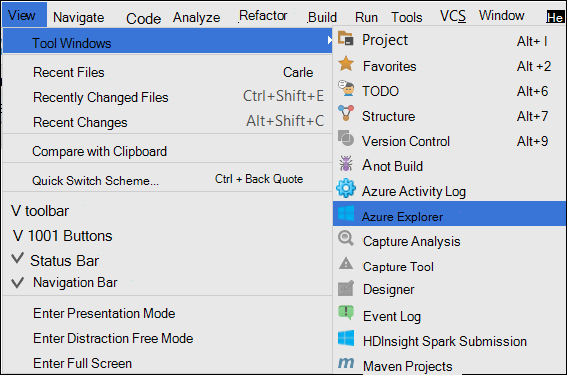 View Navigate Code Analyze Refactor Build Run Tools VCS Window He
Tool Windows
Recent Files Carle
Recently Changed Files Ctrl+Shift+E
Recent Changes Alt+Shift+C
Compare with Clipboard
Quick Switch Scheme... Ctrl + Back Quote
V toolbar
V 1001 Buttons
Status Bar
Navigation Bar
Enter Presentation Mode
Enter Distraction Free Mode
Enter Full Screen
Project Alt+ l
Favorites Alt +2
TODO Alt+6
Structure Alt+7
Version Control Alt+9
Anot Build
Azure Activity Log
Azure Explorer
Capture Analysis
Capture Tool
Designer
Event Log
HDInsight Spark Submission
m Maven Projects